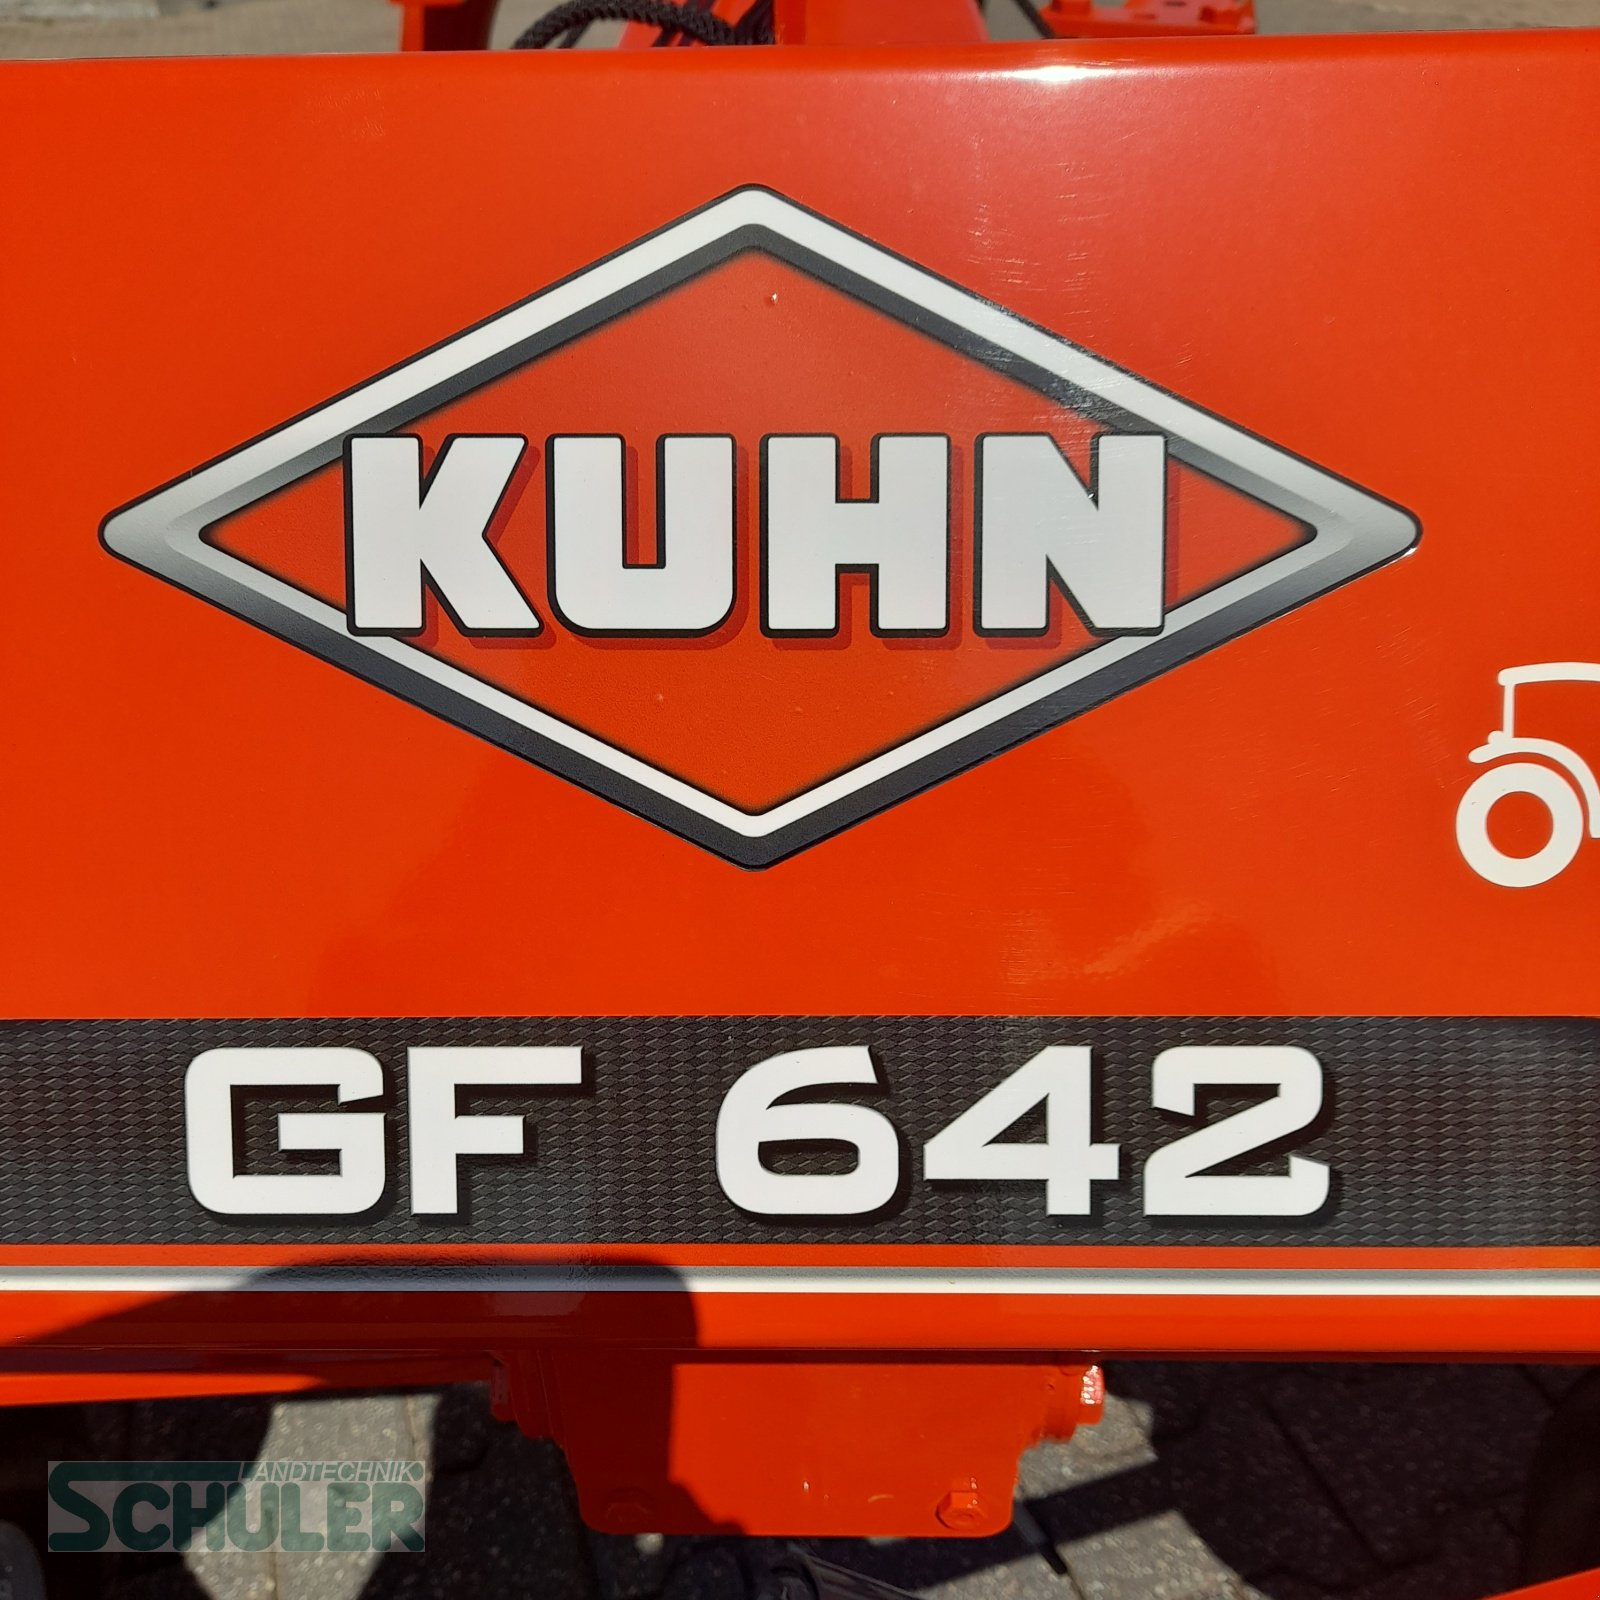 KUHN
GF 642
LANDTECHNIK
SCHULER